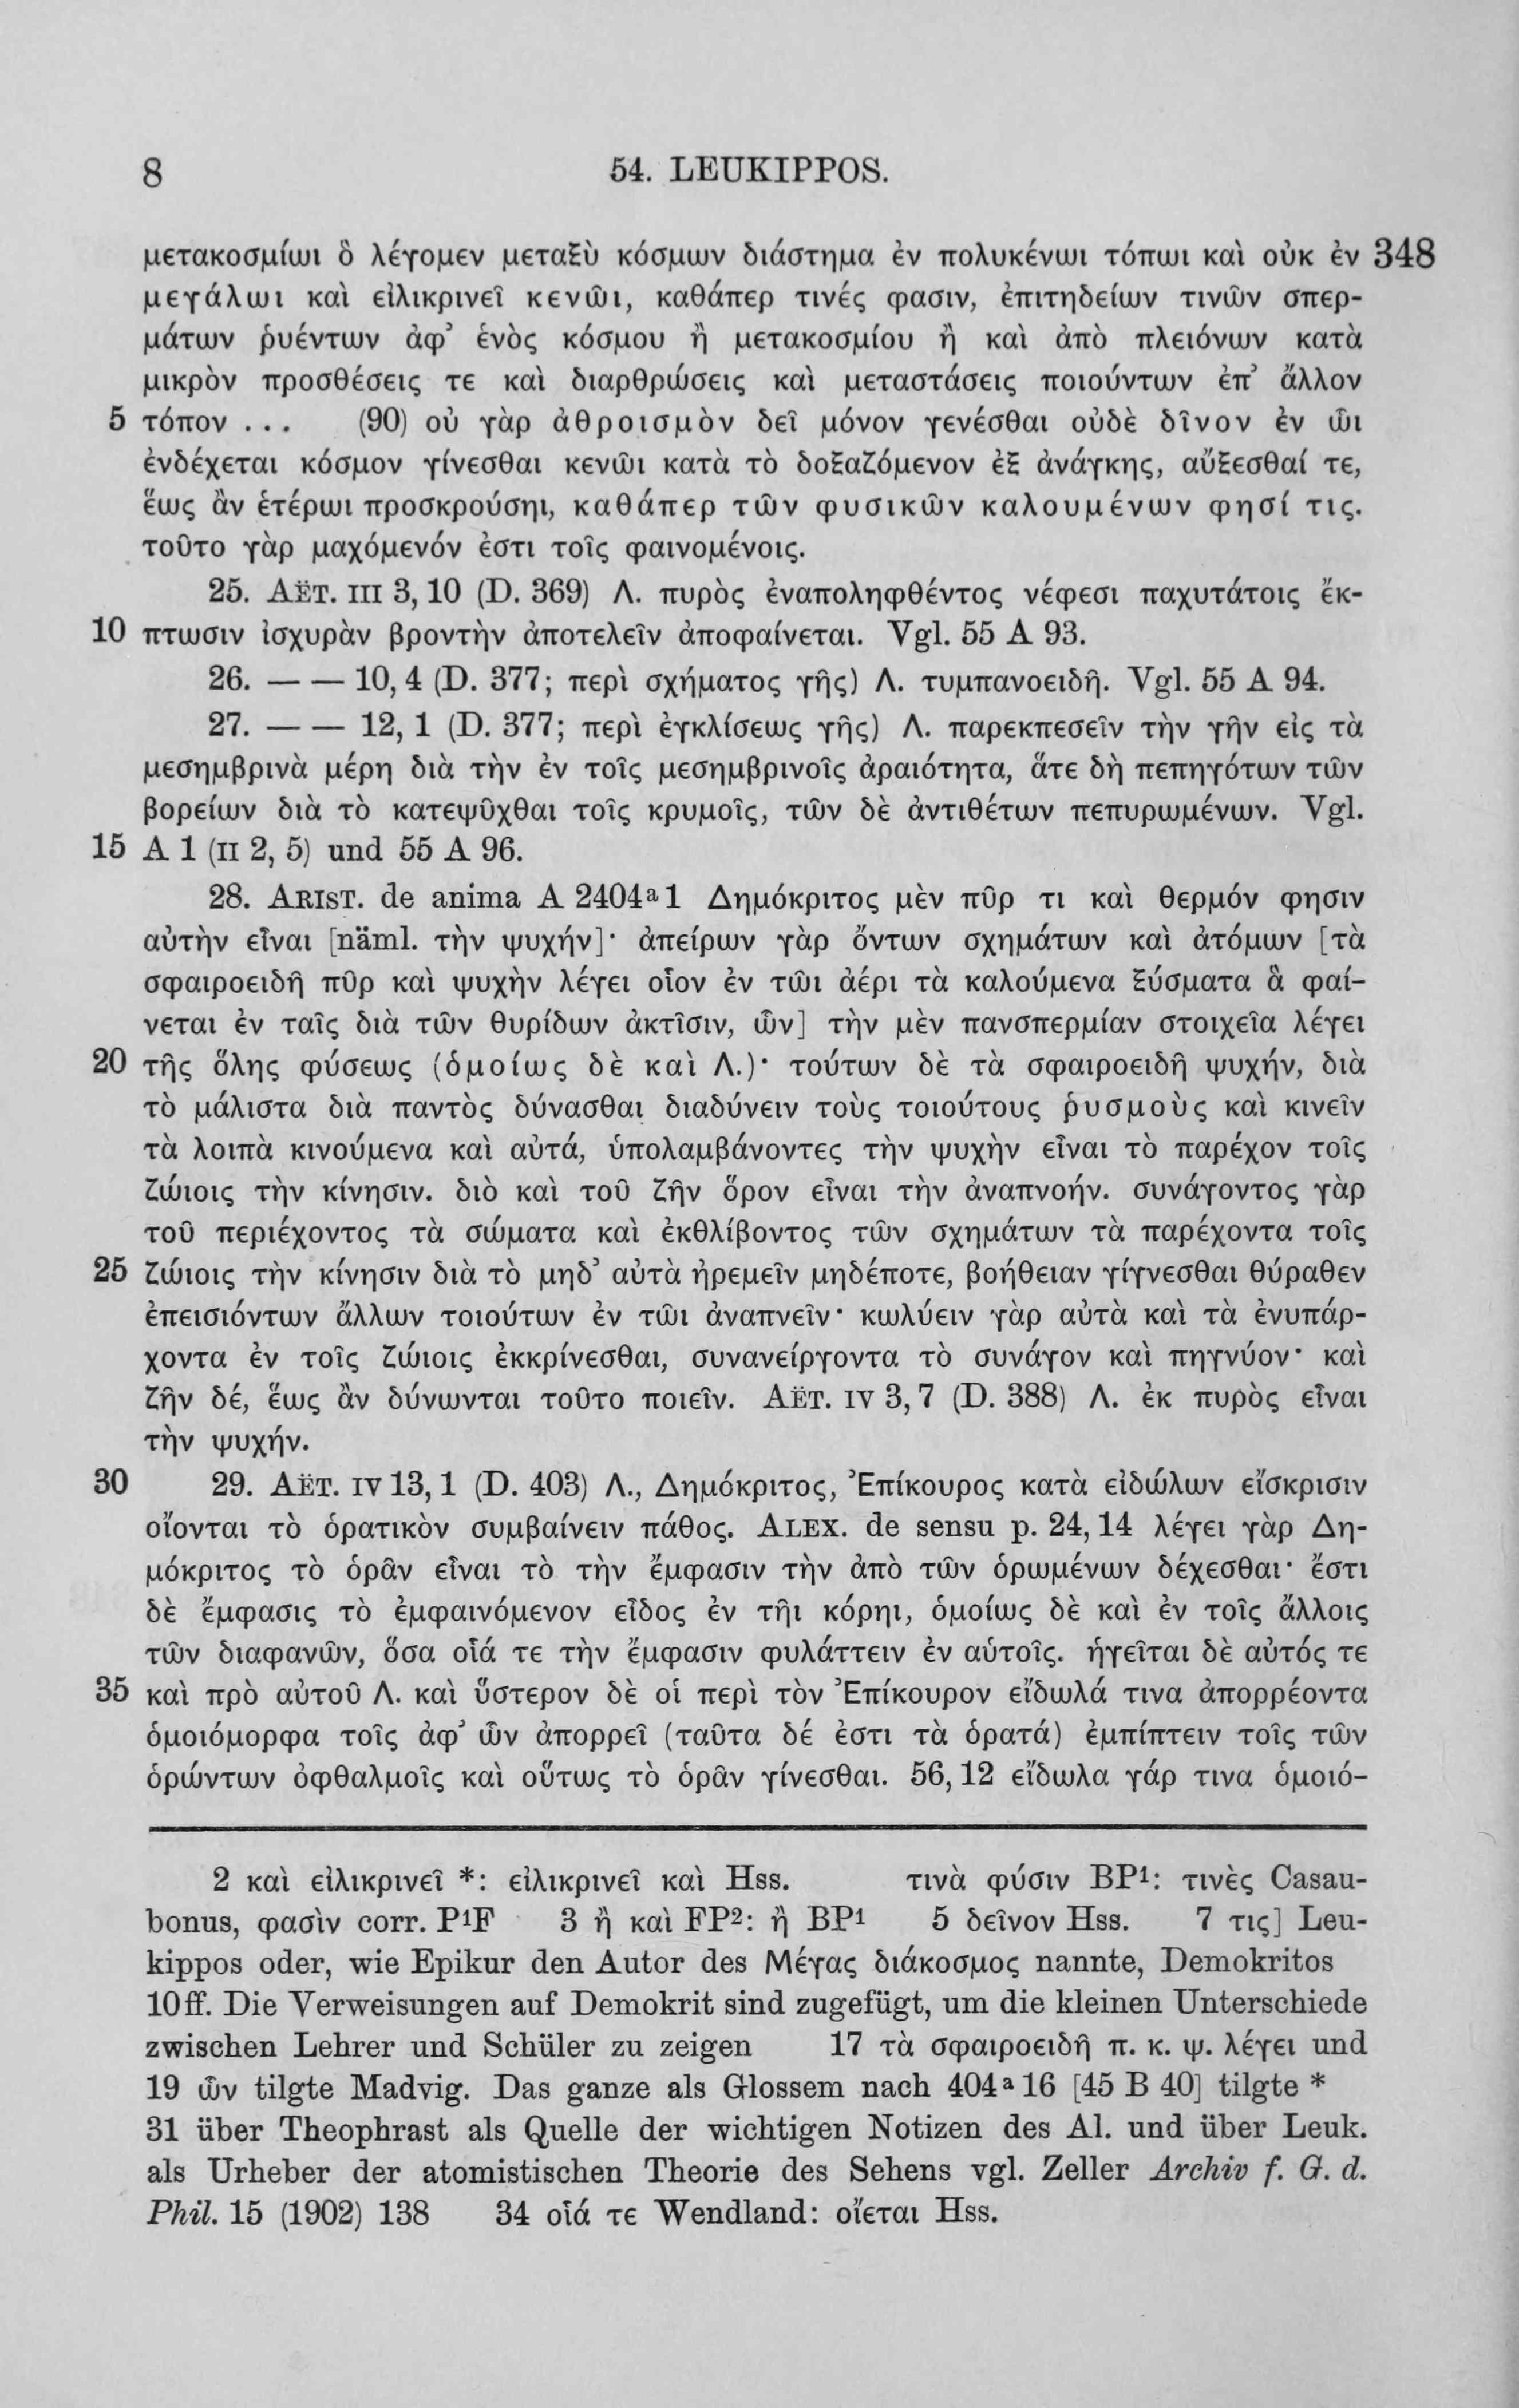 8 54. LEUKIPPOS.
μετακοσμίωι ὃ λέγομεν μεταξὺ κόσμων διάστημα ἐν πολυκένωι τόπωι καὶ οὐκ ἐν 348
μεγάλωι καὶ εἰλικρινεῖ κενῶι, καθάπερ τινές φασιν, ἐπιτηδείων τινῶν σπερ-
μάτων ῥυέντων ἀφ’ ἑνὸς κόσμου ἢ μετακοσμίου ἢ καὶ ἀπὸ πλειόνων κατὰ
μικρὸν προσθέσεις τε καὶ διαρθρώσεις καὶ μεταστάσεις ποιούντων ἐπ’ ἄλλον
5 τόπον ... (90) οὐ γὰρ ἀθροισμὸν δεῖ μόνον γενέσθαι οὐδὲ δῖνον ἐν ὧι
ἐνδέχεται κόσμον γίνεσθαι κενῶι κατὰ τὸ δοξαζόμενον ἐξ ἀνάγκης, αὔξεσθαί τε,
ἕως ἂν ἑτέρωι προσκρούσηι, καθάπερ τῶν φυσικῶν καλουμένων φησί τις.
τοῦτο γὰρ μαχόμενόν ἐστι τοῖς φαινομένοις.
25. AËT. III 3, 10 (D. 369) Λ. πυρὸς ἐναποληφθέντος νέφεσι παχυτάτοις ἔκ-
10 πτωσιν ἰσχυρὰν βροντὴν ἀποτελεῖν ἀποφαίνεται. Vgl. 55 A 93.
26. — — 10, 4 (D. 377; περὶ σχήματος γῆς) Λ. τυμπανοειδῆ. Vgl. 55 A 94.
27. — — 12, 1 (D. 377; περὶ ἐγκλίσεως γῆς) Λ. παρεκπεσεῖν τὴν γῆν εἰς τὰ
μεσημβρινὰ μέρη διὰ τὴν ἐν τοῖς μεσημβρινοῖς ἀραιότητα, ἅτε δὴ πεπηγότων τῶν
βορείων διὰ τὸ κατεψῦχθαι τοῖς κρυμοῖς, τῶν δὲ ἀντιθέτων πεπυρωμένων. Vgl.
15 A 1 (II 2, 5) und 55 A 96.
28. ARIST. de anima A 2404ᵃ1 Δημόκριτος μὲν πῦρ τι καὶ θερμόν φησιν
αὐτὴν εἶναι [näml. τὴν ψυχήν]· ἀπείρων γὰρ ὄντων σχημάτων καὶ ἀτόμων [τὰ
σφαιροειδῆ πῦρ καὶ ψυχὴν λέγει οἷον ἐν τῶι ἀέρι τὰ καλούμενα ξύσματα ἃ φαί-
νεται ἐν ταῖς διὰ τῶν θυρίδων ἀκτῖσιν, ὧν] τὴν μὲν πανσπερμίαν στοιχεῖα λέγει
20 τῆς ὅλης φύσεως (ὁμοίως δὲ καὶ Λ.)· τούτων δὲ τὰ σφαιροειδῆ ψυχήν, διὰ
τὸ μάλιστα διὰ παντὸς δύνασθαι διαδύνειν τοὺς τοιούτους ῥυσμοὺς καὶ κινεῖν
τὰ λοιπὰ κινούμενα καὶ αὐτά, ὑπολαμβάνοντες τὴν ψυχὴν εἶναι τὸ παρέχον τοῖς
ζώιοις τὴν κίνησιν. διὸ καὶ τοῦ ζῆν ὅρον εἶναι τὴν ἀναπνοήν. συνάγοντος γὰρ
τοῦ περιέχοντος τὰ σώματα καὶ ἐκθλίβοντος τῶν σχημάτων τὰ παρέχοντα τοῖς
25 ζώιοις τὴν κίνησιν διὰ τὸ μηδ’ αὐτὰ ἠρεμεῖν μηδέποτε, βοήθειαν γίγνεσθαι θύραθεν
ἐπεισιόντων ἄλλων τοιούτων ἐν τῶι ἀναπνεῖν· κωλύειν γὰρ αὐτὰ καὶ τὰ ἐνυπάρ-
χοντα ἐν τοῖς ζώιοις ἐκκρίνεσθαι, συνανείργοντα τὸ συνάγον καὶ πηγνύον· καὶ
ζῆν δέ, ἕως ἂν δύνωνται τοῦτο ποιεῖν. AËT. IV 3, 7 (D. 388) Λ. ἐκ πυρὸς εἶναι
τὴν ψυχήν.
30 29. AËT. IV 13, 1 (D. 403) Λ., Δημόκριτος, Ἐπίκουρος κατὰ εἰδώλων εἴσκρισιν
οἴονται τὸ ὁρατικὸν συμβαίνειν πάθος. ALEX. de sensu p. 24, 14 λέγει γὰρ Δη-
μόκριτος τὸ ὁρᾶν εἶναι τὸ τὴν ἔμφασιν τὴν ἀπὸ τῶν ὁρωμένων δέχεσθαι· ἔστι
δὲ ἔμφασις τὸ ἐμφαινόμενον εἶδος ἐν τῆι κόρηι, ὁμοίως δὲ καὶ ἐν τοῖς ἄλλοις
τῶν διαφανῶν, ὅσα οἷά τε τὴν ἔμφασιν φυλάττειν ἐν αὑτοῖς. ἡγεῖται δὲ αὐτός τε
35 καὶ πρὸ αὐτοῦ Λ. καὶ ὕστερον δὲ οἱ περὶ τὸν Ἐπίκουρον εἴδωλά τινα ἀπορρέοντα
ὁμοιόμορφα τοῖς ἀφ’ ὧν ἀπορρεῖ (ταῦτα δέ ἐστι τὰ ὁρατά) ἐμπίπτειν τοῖς τῶν
ὁρώντων ὀφθαλμοῖς καὶ οὕτως τὸ ὁρᾶν γίνεσθαι. 56, 12 εἴδωλα γάρ τινα ὁμοιό-
2 καὶ εἰλικρινεῖ *: εἰλικρινεῖ καὶ Hss. τινὰ φύσιν BP¹: τινὲς Casau-
bonus, φασὶν corr. P¹F 3 ἢ καὶ FP²: ἢ BP¹ 5 δεῖνον Hss. 7 τις] Leu-
kippos oder, wie Epikur den Autor des Μέγας διάκοσμος nannte, Demokritos
10 ff. Die Verweisungen auf Demokrit sind zugefügt, um die kleinen Unterschiede
zwischen Lehrer und Schüler zu zeigen 17 τὰ σφαιροειδῆ π. κ. ψ. λέγει und
19 ὧν tilgte Madvig. Das ganze als Glossem nach 404ᵃ16 [45 B 40] tilgte *
31 über Theophrast als Quelle der wichtigen Notizen des Al. und über Leuk.
als Urheber der atomistischen Theorie des Sehens vgl. Zeller Archiv f. G. d.
Phil. 15 (1902) 138 34 οἷά τε Wendland: οἴεται Hss.